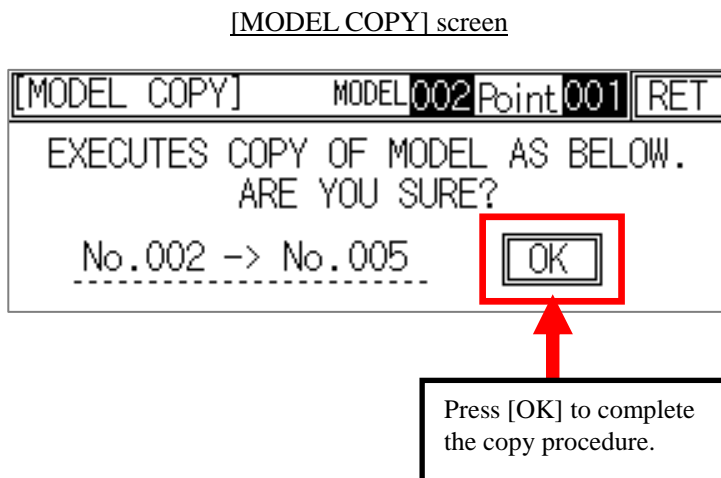 [MODEL COPY] screen
[MODEL COPY] MODEL 002 Point 001 RET
EXECUTES COPY OF MODEL AS BELOW.
ARE YOU SURE?
No.002 -> No.005 OK
Press [OK] to complete
the copy procedure.